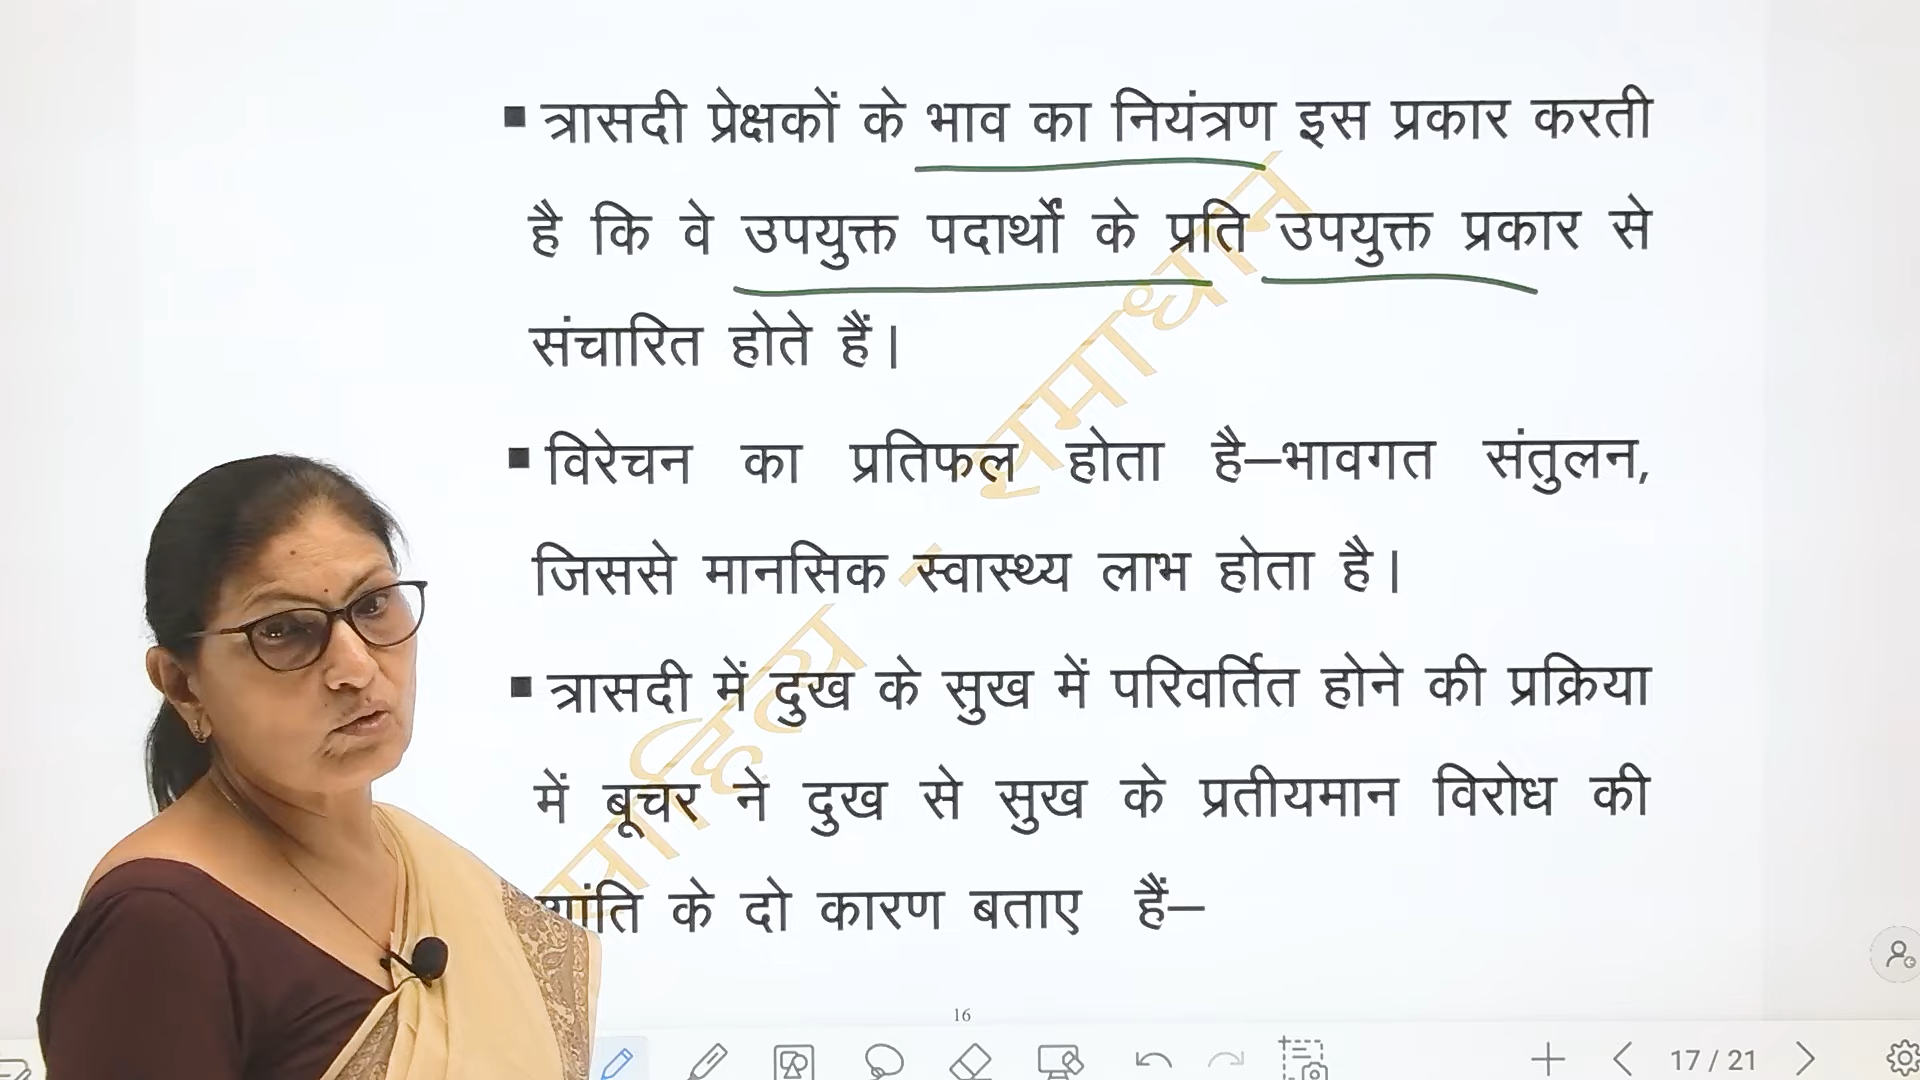 ▪ त्रासदी प्रेक्षकों के भाव का नियंत्रण इस प्रकार करती
है कि वे उपयुक्त पदार्थों के प्रति उपयुक्त प्रकार से
संचारित होते हैं।
▪ विरेचन का प्रतिफल होता है—भावगत संतुलन,
जिससे मानसिक स्वास्थ्य लाभ होता है।
▪ त्रासदी में दुख के सुख में परिवर्तित होने की प्रक्रिया
में बूचर ने दुख से सुख के प्रतीयमान विरोध की
शांति के दो कारण बताए हैं—
साहित्य - समाधान
16
17 / 21